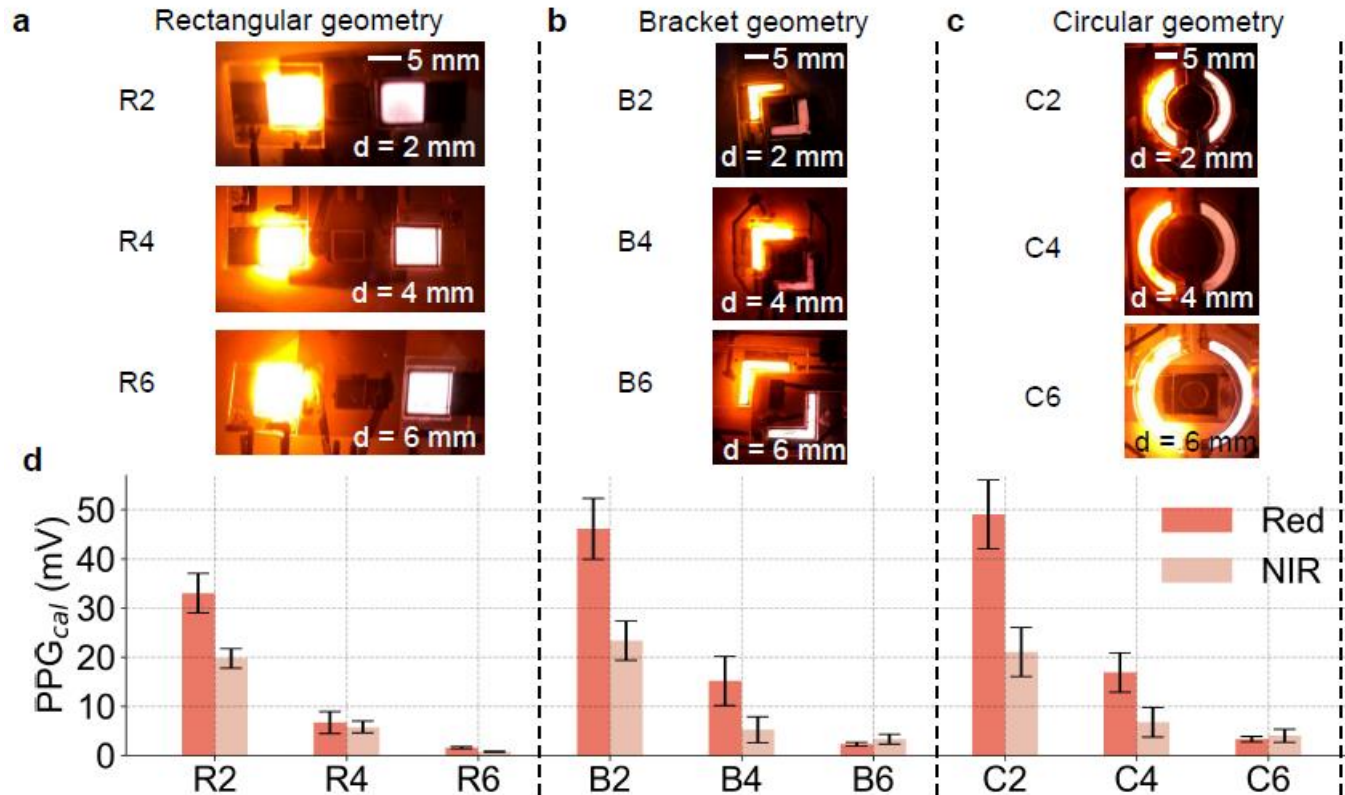 a Rectangular geometry
R2
5 mm
d = 2 mm
R4
d = 4 mm
R6
d = 6 mm
b Bracket geometry
B2
5 mm
d = 2 mm
B4
d = 4 mm
B6
d = 6 mm
c Circular geometry
C2
5 mm
d = 2 mm
C4
d = 4 mm
C6
d = 6 mm
d
PPGcal (mV)
50
40
30
20
10
0
Red
NIR
R2 R4 R6 B2 B4 B6 C2 C4 C6